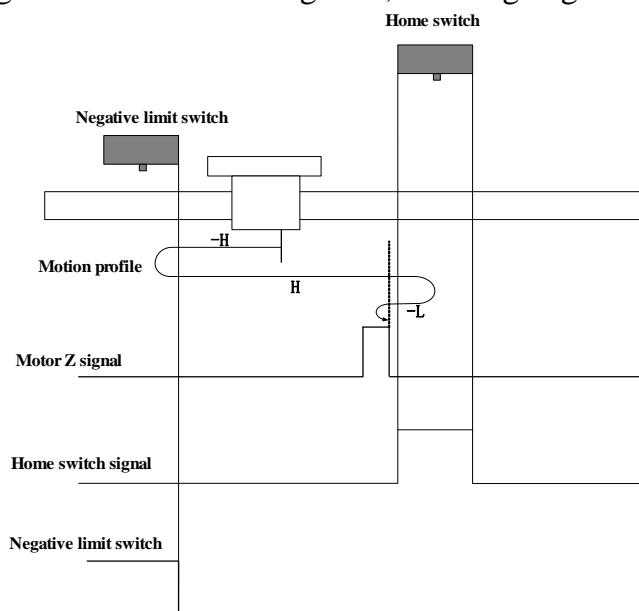 Home switch
Negative limit switch
-H
Motion profile
H
-L
Motor Z signal
Home switch signal
Negative limit switch